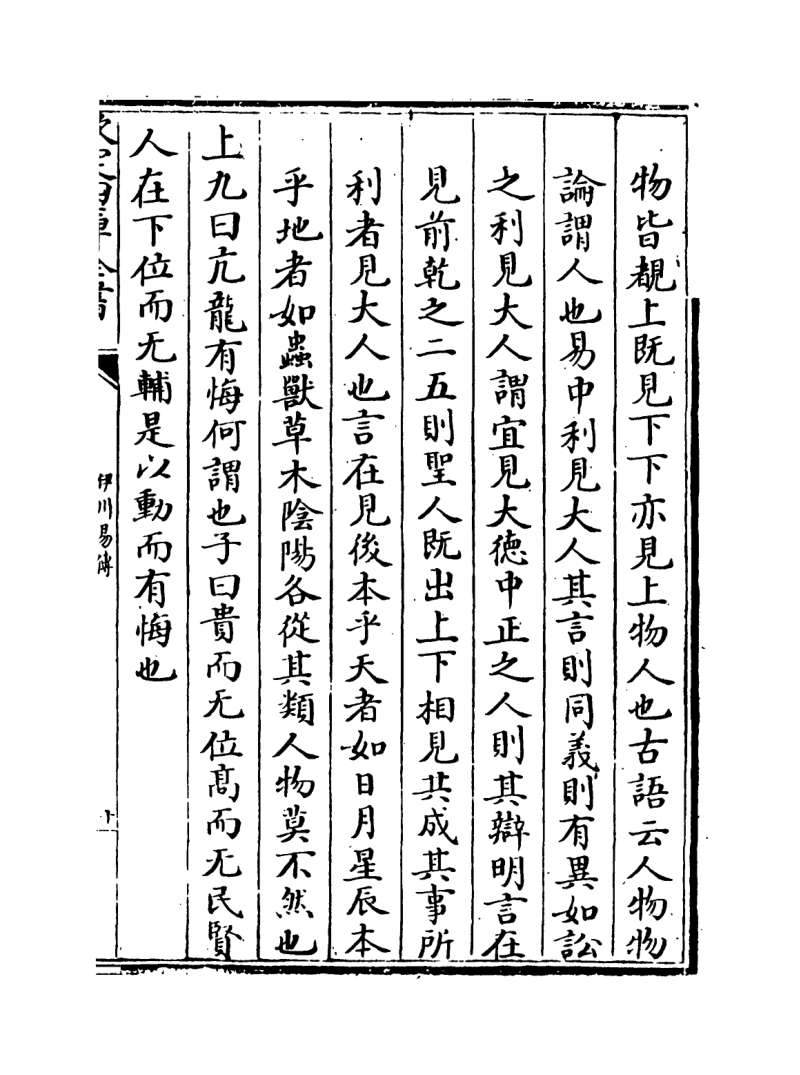 物皆覩上既見下下亦見上物人也古語云人物物
論謂人也易中利見大人其言則同義則有異如訟
之利見大人謂宜見大德中正之人則其辯明言在
見前乾之二五則聖人既出上下相見共成其事所
利者見大人也言在見後本乎天者如日月星辰本
乎地者如蟲獸草木陰陽各從其類人物莫不然也
上九曰亢龍有悔何謂也子曰貴而无位髙而无民賢
人在下位而无輔是以動而有悔也
伊川易傳